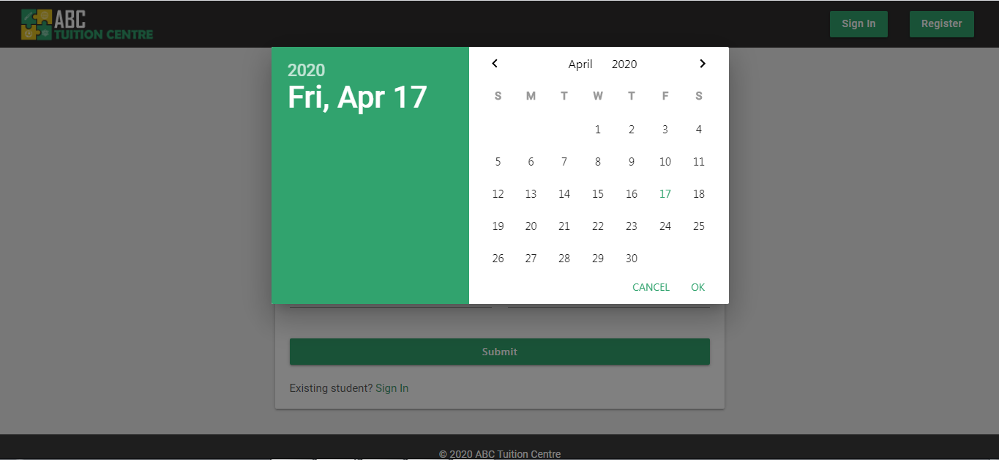 ABC
TUITION CENTRE
Sign In
Register
2020
Fri, Apr 17
April 2020
S M T W T F S
1 2 3 4
5 6 7 8 9 10 11
12 13 14 15 16 17 18
19 20 21 22 23 24 25
26 27 28 29 30
CANCEL OK
Submit
Existing student? Sign In
© 2020 ABC Tuition Centre